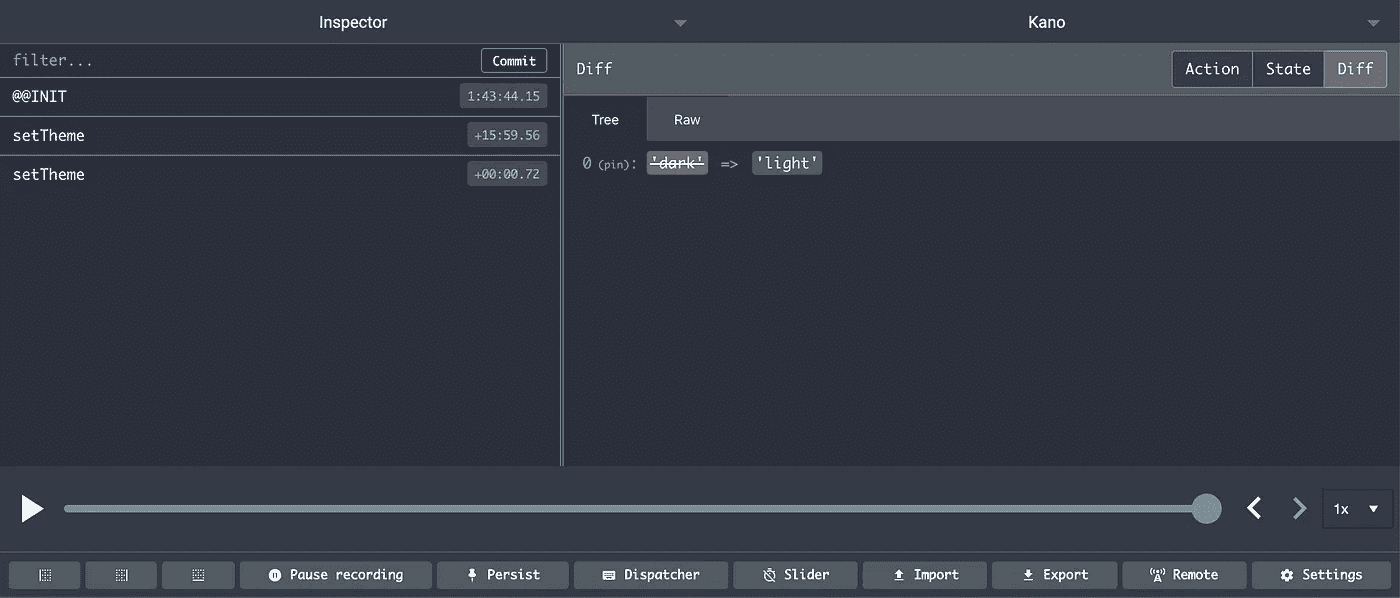 Inspector
Kano
filter...
Commit
@@INIT
1:43:44.15
setTheme
+15:59.56
setTheme
+00:00.72
Diff
Action
State
Diff
Tree
Raw
0 (pin): 'dark' => 'light'
1x
Pause recording
Persist
Dispatcher
Slider
Import
Export
Remote
Settings